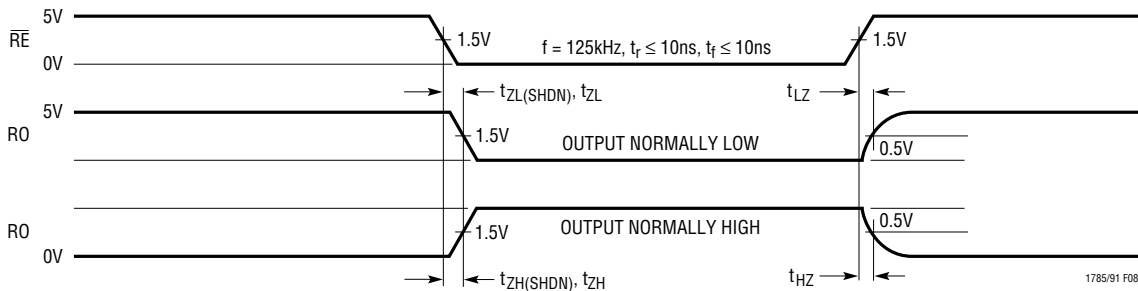 5V
RE
1.5V
f = 125kHz, tr ≤ 10ns, tf ≤ 10ns
1.5V
0V
tZL(SHDN), tZL
tLZ
5V
RO
1.5V
OUTPUT NORMALLY LOW
0.5V
RO
1.5V
OUTPUT NORMALLY HIGH
0.5V
0V
tZH(SHDN), tZH
tHZ
1785/91 F08